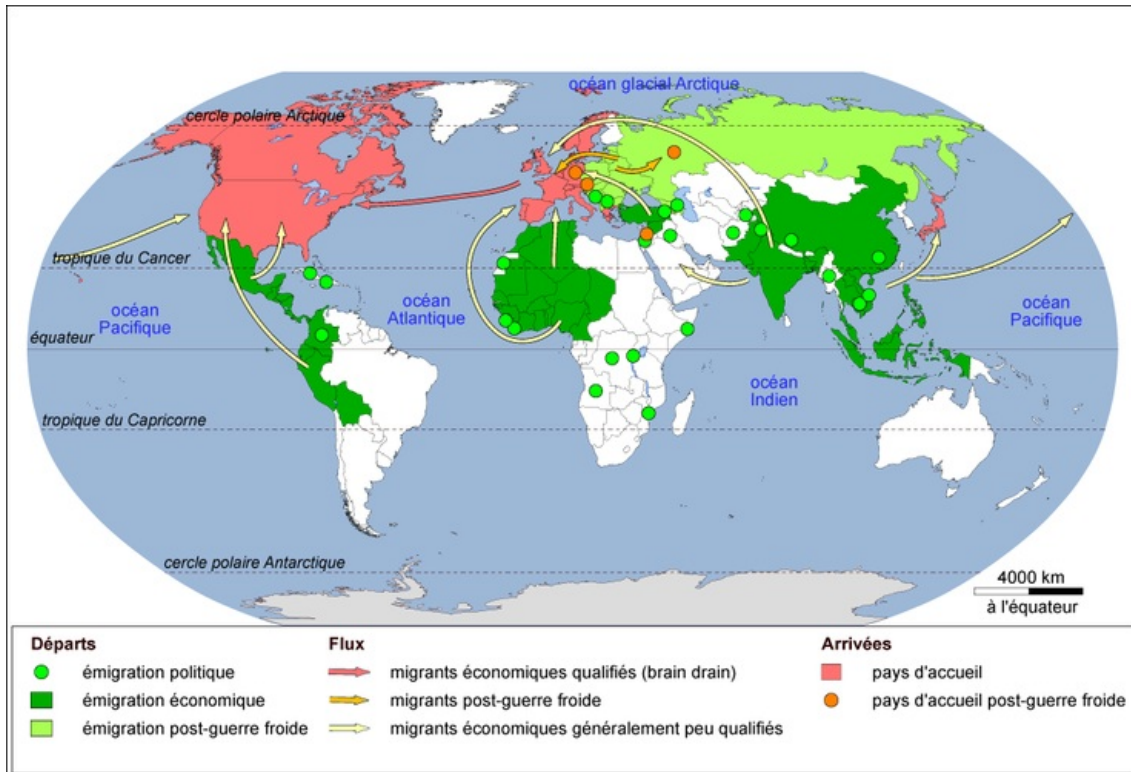 océan glacial Arctique
cercle polaire Arctique
tropique du Cancer
océan
Pacifique
océan
Atlantique
océan
Pacifique
équateur
océan
Indien
tropique du Capricorne
cercle polaire Antarctique
4000 km
à l'équateur
Départs
émigration politique
émigration économique
émigration post-guerre froide
Flux
migrants économiques qualifiés (brain drain)
migrants post-guerre froide
migrants économiques généralement peu qualifiés
Arrivées
pays d'accueil
pays d'accueil post-guerre froide